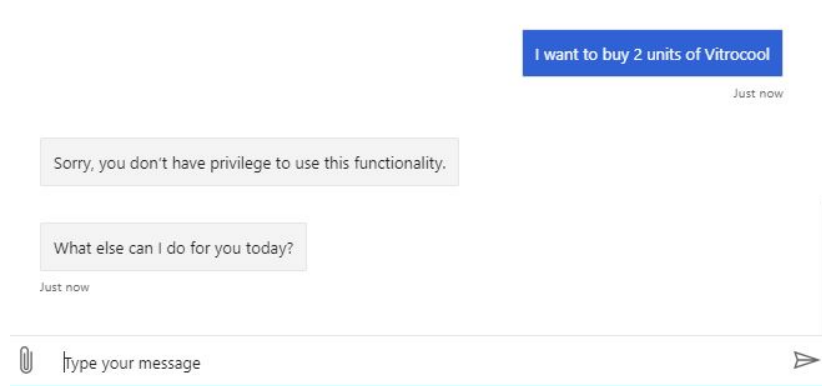 I want to buy 2 units of Vitrocool
Just now
Sorry, you don't have privilege to use this functionality.
What else can I do for you today?
Just now
Type your message